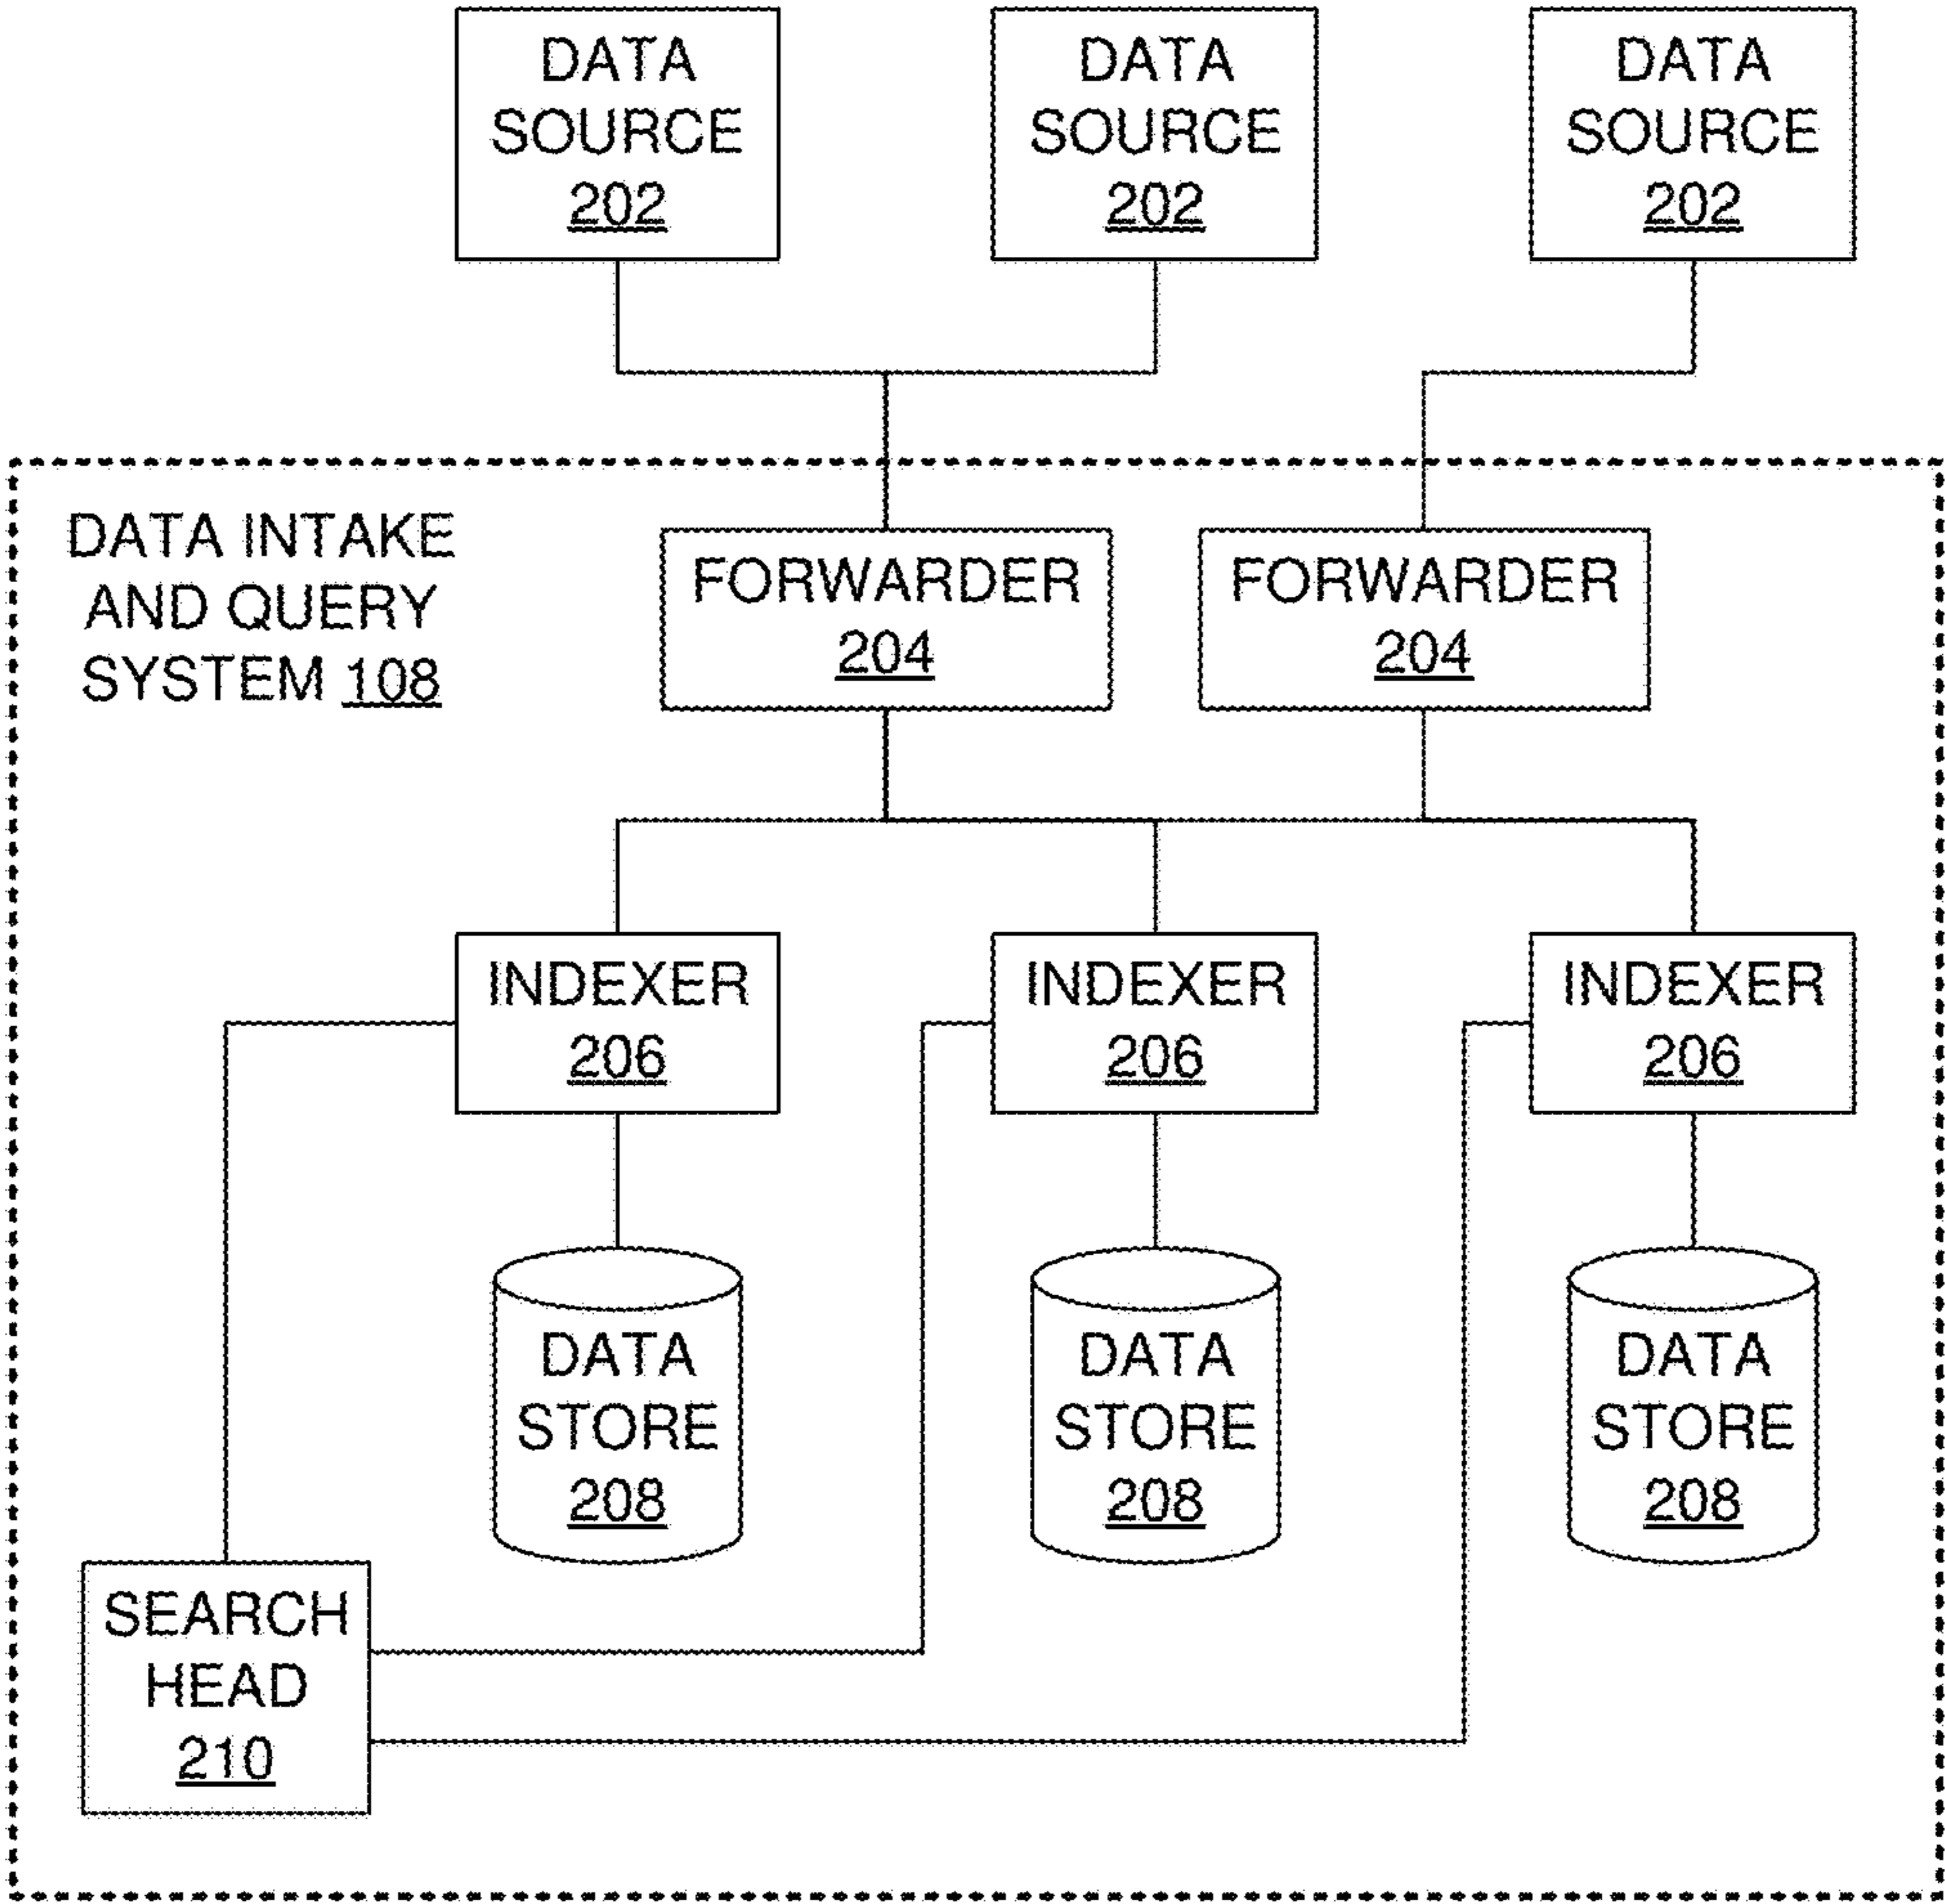 DATA
SOURCE
202
DATA
SOURCE
202
DATA
SOURCE
202
DATA INTAKE
AND QUERY
SYSTEM 108
FORWARDER
204
FORWARDER
204
INDEXER
206
INDEXER
206
INDEXER
206
DATA
STORE
208
DATA
STORE
208
DATA
STORE
208
SEARCH
HEAD
210